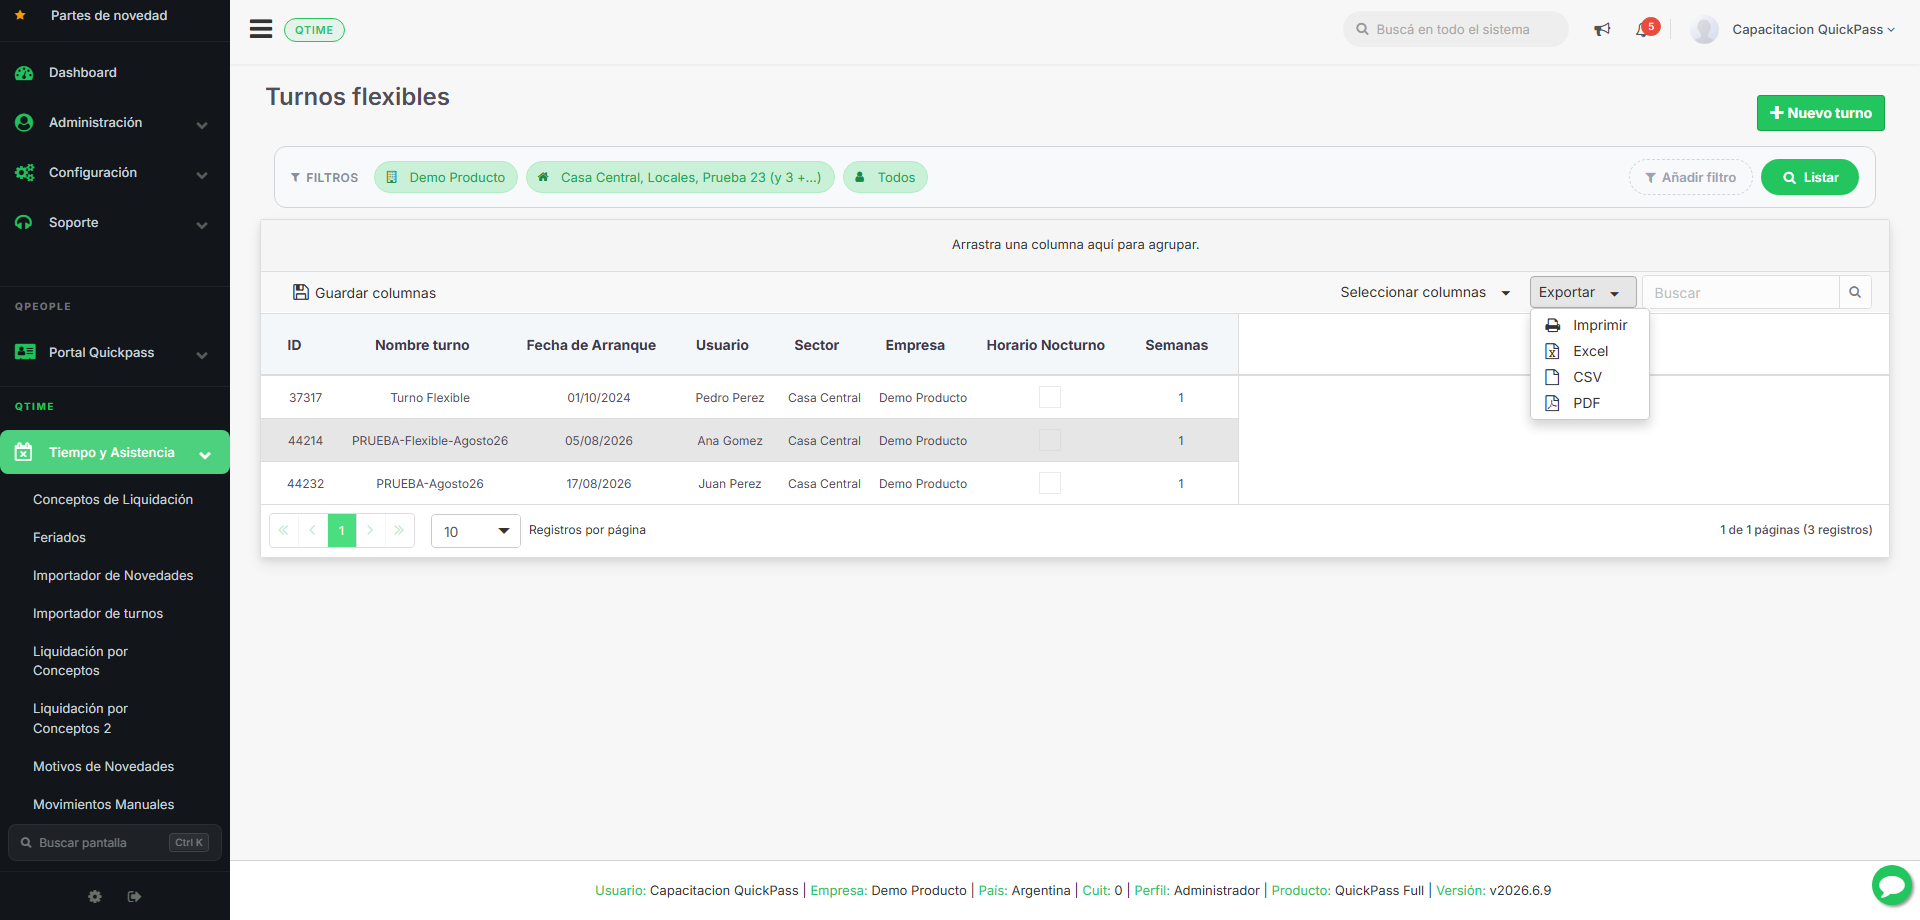 Partes de novedad
Dashboard
Administración
Configuración
Soporte
QPEOPLE
Portal Quickpass
QTIME
Tiempo y Asistencia
Conceptos de Liquidación
Feriados
Importador de Novedades
Importador de turnos
Liquidación por
Conceptos
Liquidación por
Conceptos 2
Motivos de Novedades
Movimientos Manuales
Buscar pantalla Ctrl K
QTIME
Buscá en todo el sistema
5
Capacitacion QuickPass
Turnos flexibles
Nuevo turno
FILTROS Demo Producto Casa Central, Locales, Prueba 23 (y 3 +...) Todos Añadir filtro Listar
Arrastra una columna aquí para agrupar.
Guardar columnas Seleccionar columnas Exportar Buscar
Imprimir
Excel
CSV
PDF
ID Nombre turno Fecha de Arranque Usuario Sector Empresa Horario Nocturno Semanas
37317 Turno Flexible 01/10/2024 Pedro Perez Casa Central Demo Producto 1
44214 PRUEBA-Flexible-Agosto26 05/08/2026 Ana Gomez Casa Central Demo Producto 1
44232 PRUEBA-Agosto26 17/08/2026 Juan Perez Casa Central Demo Producto 1
« ‹ 1 › » 10 Registros por página 1 de 1 páginas (3 registros)
Usuario: Capacitacion QuickPass | Empresa: Demo Producto | País: Argentina | Cuit: 0 | Perfil: Administrador | Producto: QuickPass Full | Versión: v2026.6.9